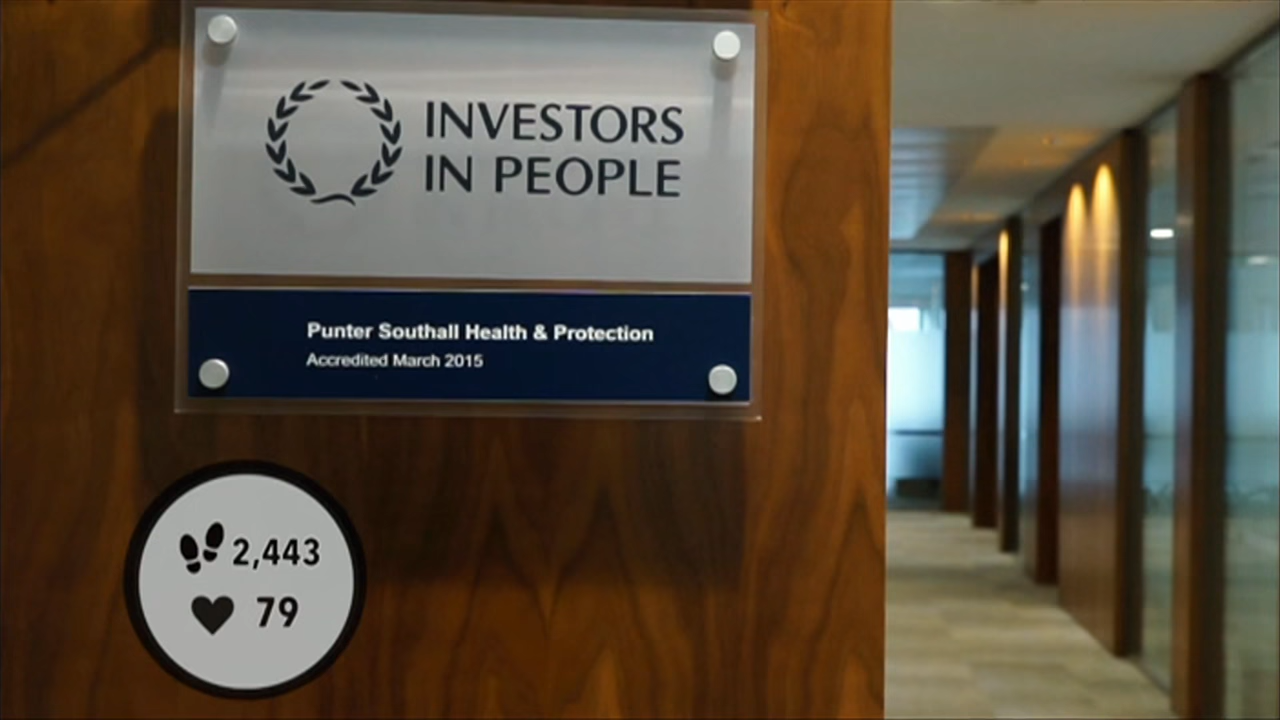 INVESTORS
IN PEOPLE
Punter Southall Health & Protection
Accredited March 2015
2,443
79